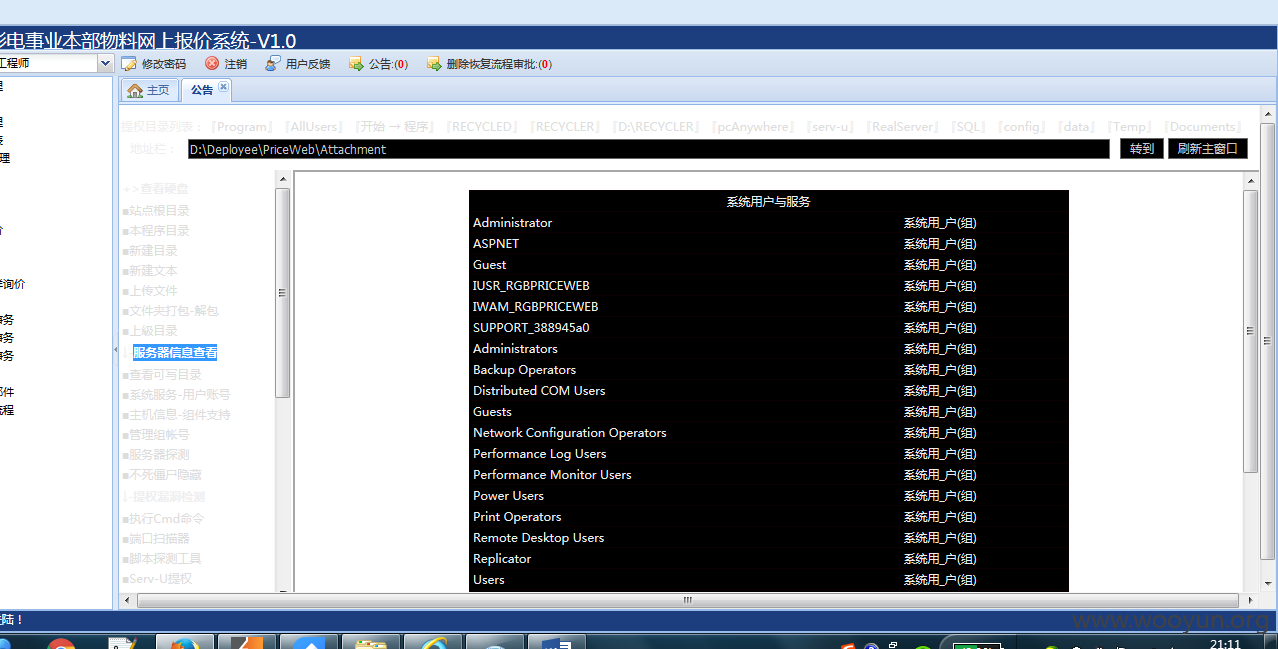 彩电事业本部物料网上报价系统-V1.0
工程师 修改密码 注销 用户反馈 公告:(0) 删除恢复流程审批:(0)
主页 公告
提权目录列表: 『Program』 『AllUsers』 『开始→程序』 『RECYCLED』 『RECYCLER』 『D:\RECYCLER』 『pcAnywhere』 『serv-u』 『RealServer』 『SQL』 『config』 『data』 『Temp』 『Documents』
地址栏: D:\Deployee\PriceWeb\Attachment 转到 刷新主窗口
理
表
理
价
询价
务
务
务
部件
流程
+>查看硬盘
■站点根目录
■本程序目录
■新建目录
■新建文本
■上传文件
■文件夹打包-解包
■上级目录
服务器信息查看
■查看可写目录
■系统服务-用户账号
■主机信息-组件支持
■管理组帐号
■服务器探测
■不死僵尸隐藏
提权漏洞检测
■执行Cmd命令
■端口扫描器
■脚本探测工具
■Serv-U提权
系统用户与服务
Administrator 系统用_户(组)
ASPNET 系统用_户(组)
Guest 系统用_户(组)
IUSR_RGBPRICEWEB 系统用_户(组)
IWAM_RGBPRICEWEB 系统用_户(组)
SUPPORT_388945a0 系统用_户(组)
Administrators 系统用_户(组)
Backup Operators 系统用_户(组)
Distributed COM Users 系统用_户(组)
Guests 系统用_户(组)
Network Configuration Operators 系统用_户(组)
Performance Log Users 系统用_户(组)
Performance Monitor Users 系统用_户(组)
Power Users 系统用_户(组)
Print Operators 系统用_户(组)
Remote Desktop Users 系统用_户(组)
Replicator 系统用_户(组)
Users 系统用_户(组)
陆！
www.wooyun.org
21:11